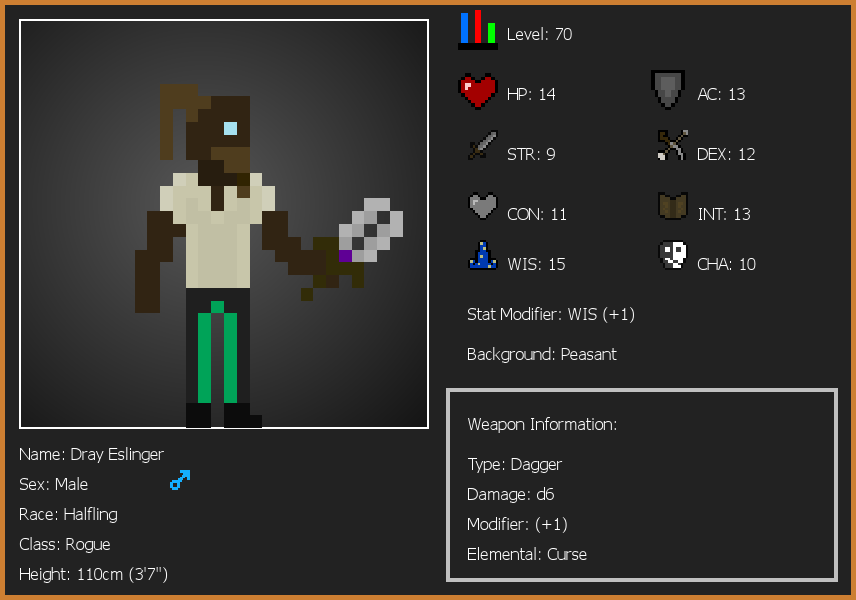 Level: 70
HP: 14
AC: 13
STR: 9
DEX: 12
CON: 11
INT: 13
WIS: 15
CHA: 10
Stat Modifier: WIS (+1)
Background: Peasant
Weapon Information:
Type: Dagger
Damage: d6
Modifier: (+1)
Elemental: Curse
Name: Dray Eslinger
Sex: Male
Race: Halfling
Class: Rogue
Height: 110cm (3'7")